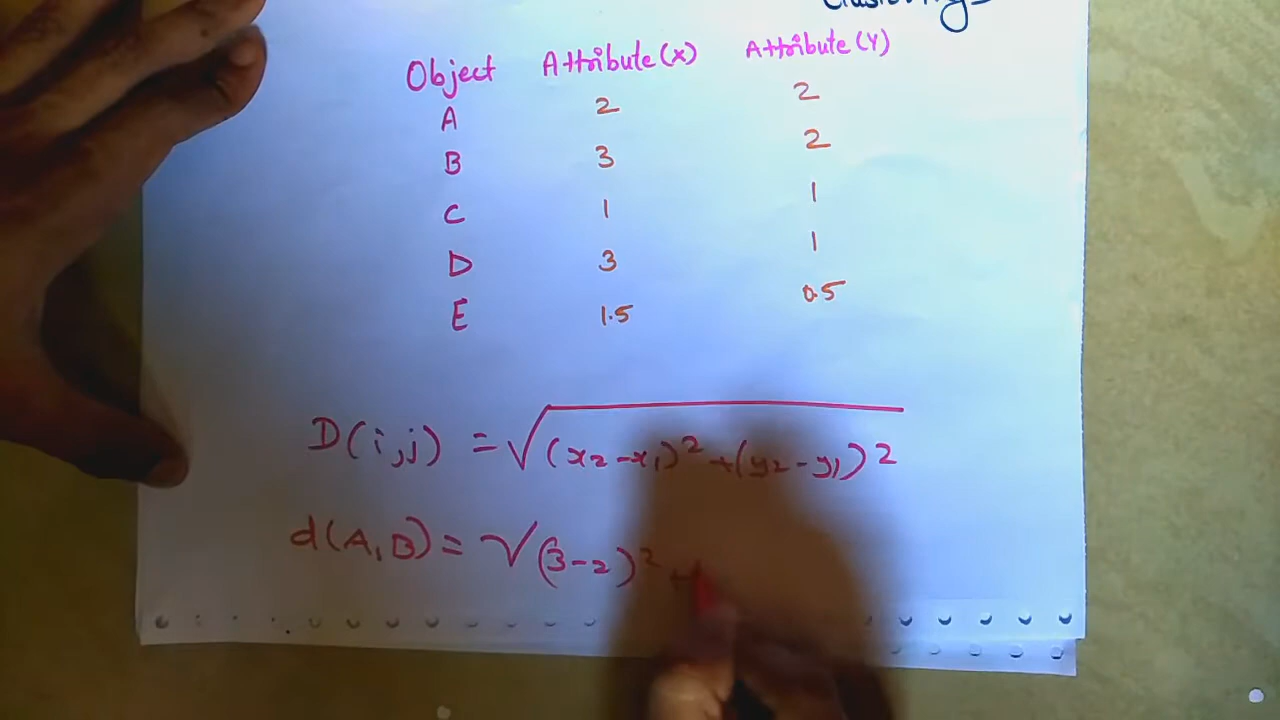 Object Attribute(X) Attribute(Y)
A 2 2
B 3 2
C 1 1
D 3 1
E 1.5 0.5
D(i,j) = √(x2-x1)2+(y2-y1)2
d(A,B) = √(3-2)2 +